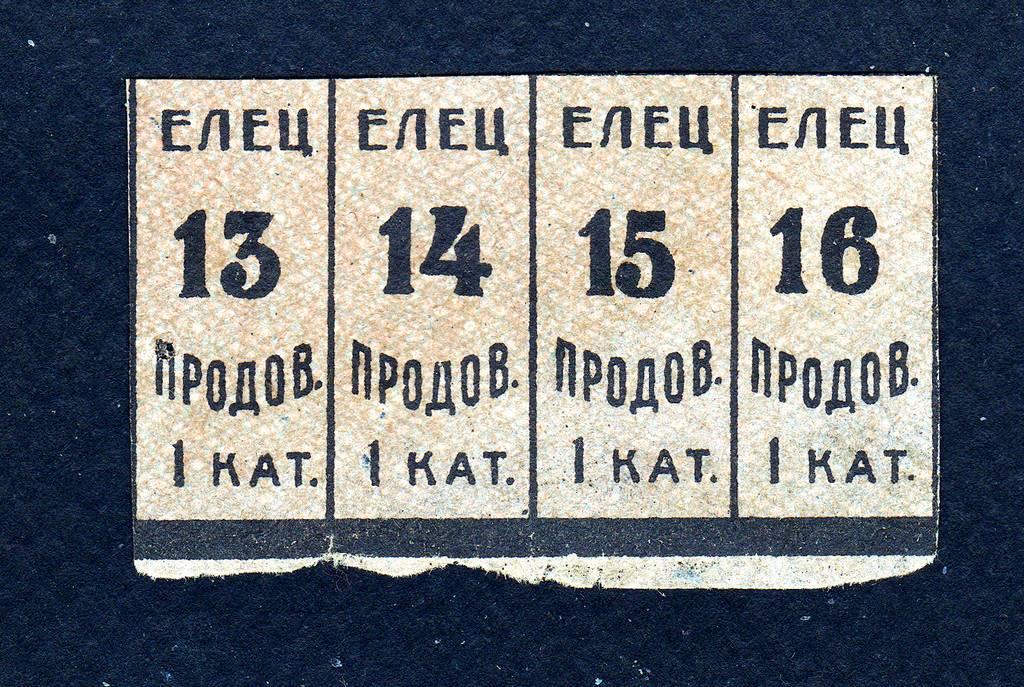 ЕЛЕЦ ЕЛЕЦ ЕЛЕЦ ЕЛЕЦ
13 14 15 16
ПРОДОВ. ПРОДОВ. ПРОДОВ. ПРОДОВ.
1 КАТ. 1 КАТ. 1 КАТ. 1 КАТ.